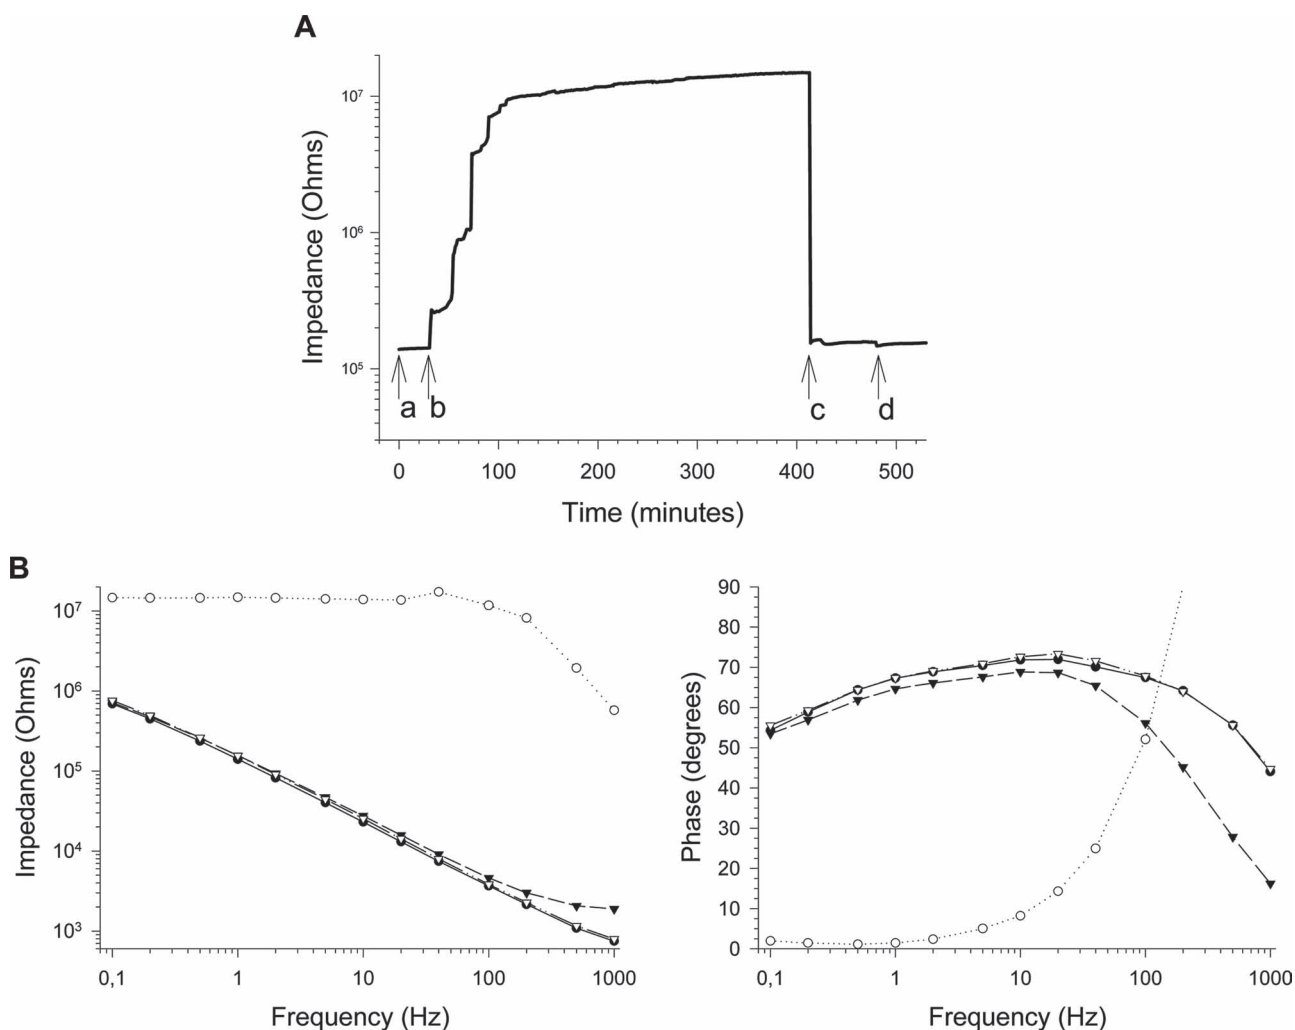 A
Impedance (Ohms)
10⁷
10⁶
10⁵
a b c d
0 100 200 300 400 500
Time (minutes)
B
Impedance (Ohms)
10⁷
10⁶
10⁵
10⁴
10³
0,1 1 10 100 1000
Frequency (Hz)
Phase (degrees)
90
80
70
60
50
40
30
20
10
0
0,1 1 10 100 1000
Frequency (Hz)